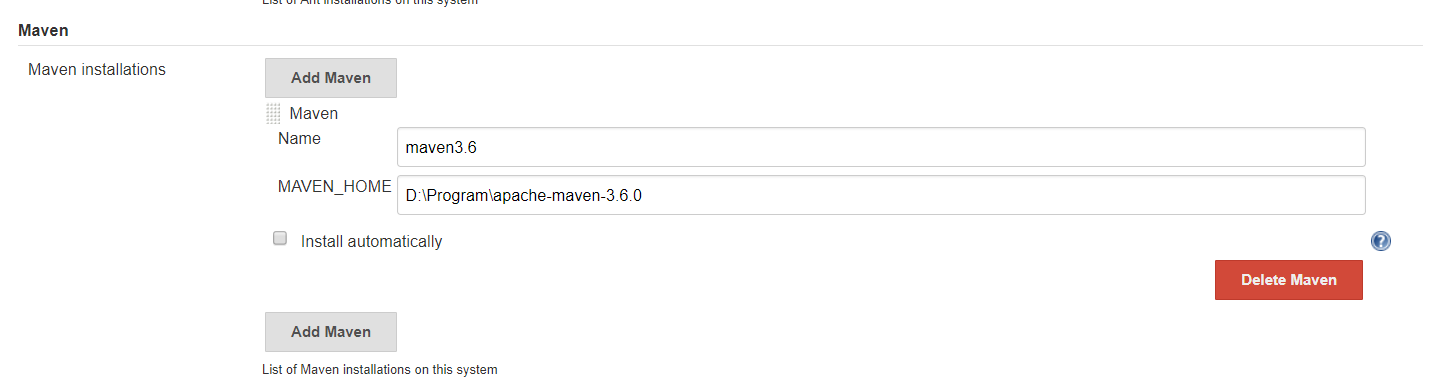 List of Ant installations on this system
Maven
Maven installations
Add Maven
Maven
Name
maven3.6
MAVEN_HOME
D:\Program\apache-maven-3.6.0
Install automatically
?
Delete Maven
Add Maven
List of Maven installations on this system